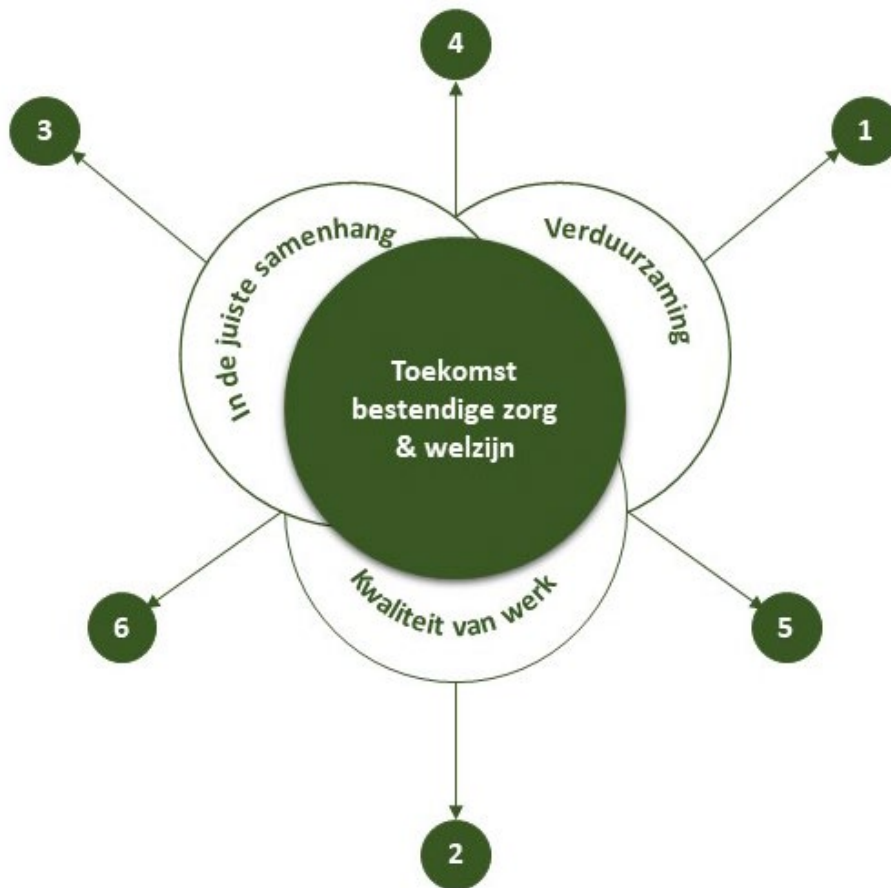 4
3
1
In de juiste samenhang
Verduurzaming
Toekomst
bestendige zorg
& welzijn
Kwaliteit van werk
6
5
2